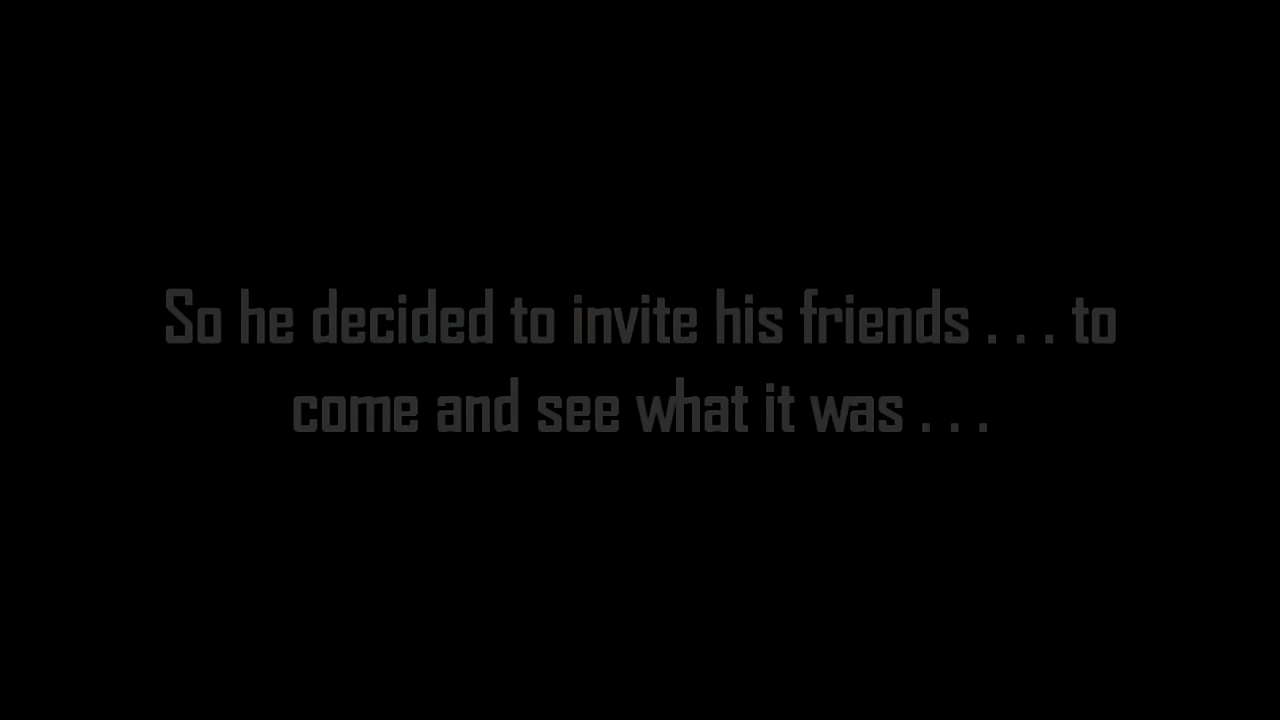 So he decided to invite his friends . . . to
come and see what it was . . .